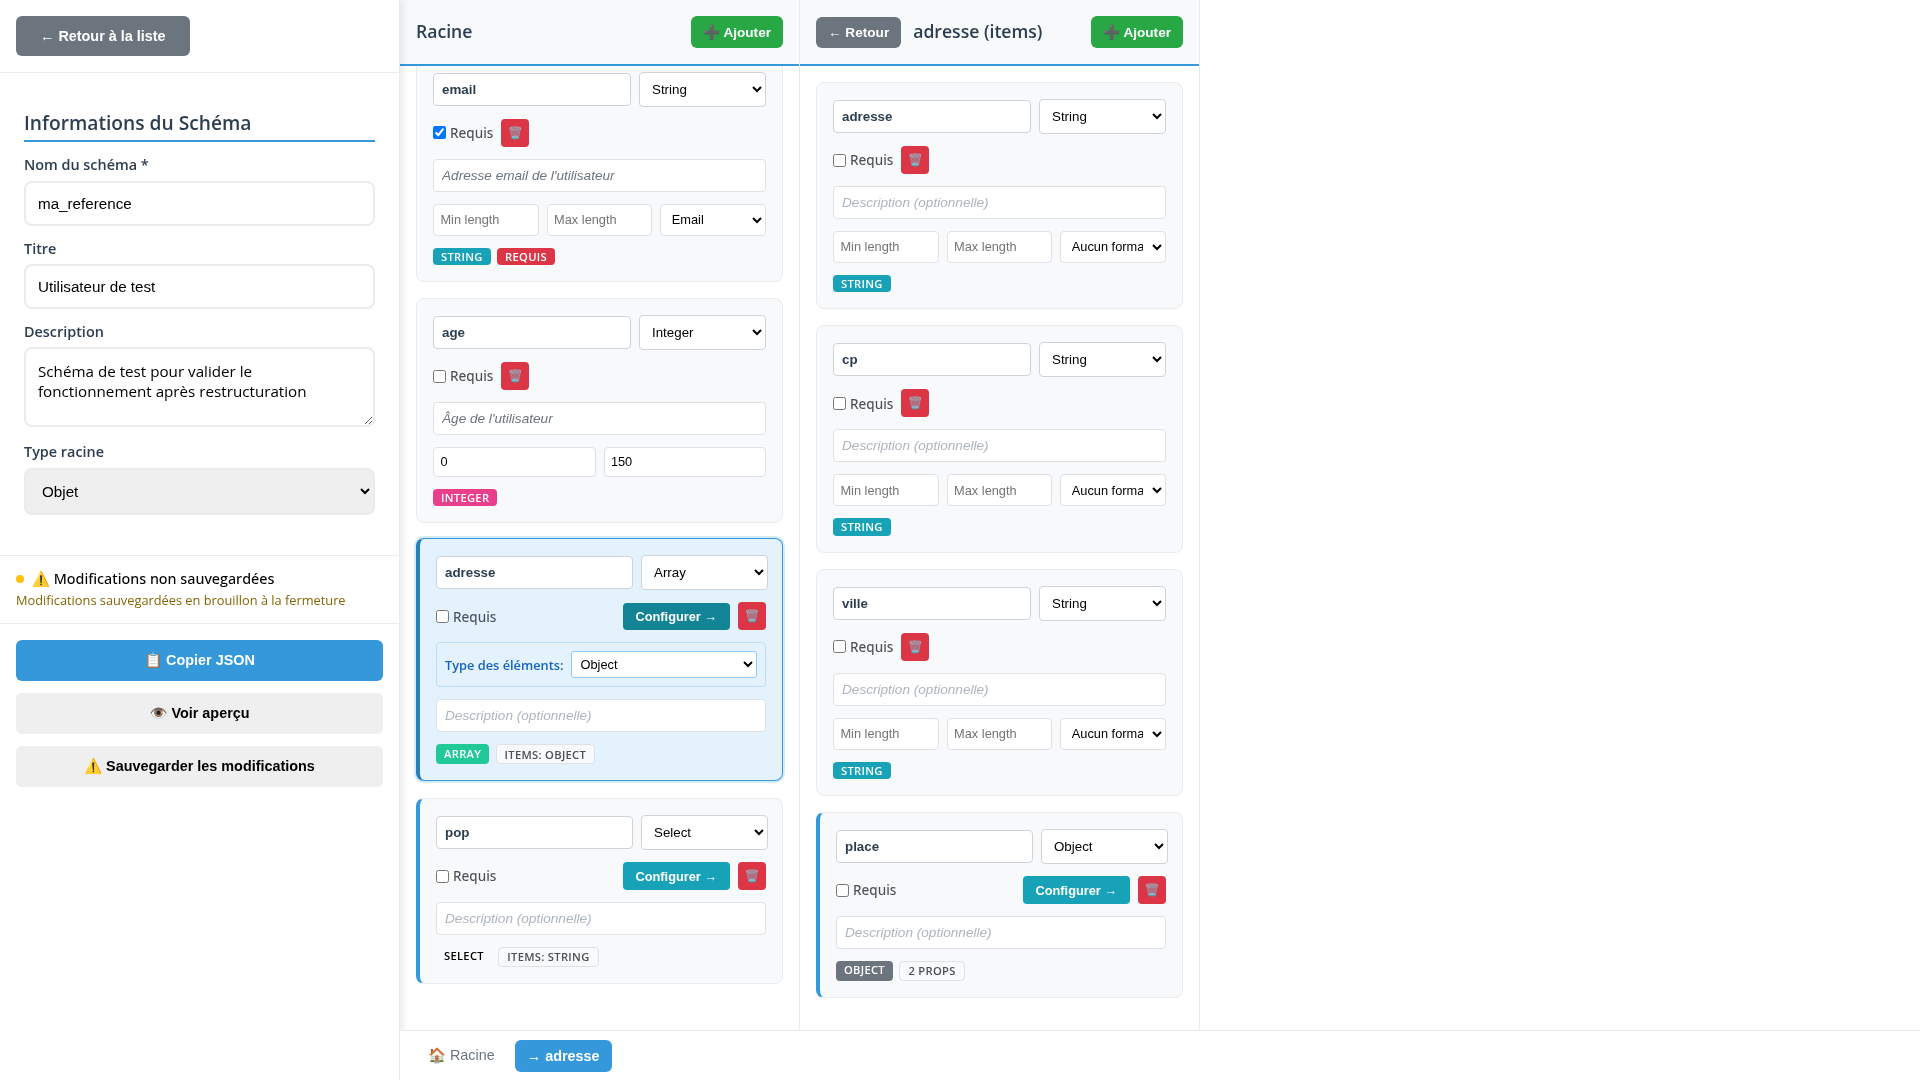 ← Retour à la liste
Informations du Schéma
Nom du schéma *
ma_reference
Titre
Utilisateur de test
Description
Schéma de test pour valider le
fonctionnement après restructuration
Type racine
Objet
⚠️ Modifications non sauvegardées
Modifications sauvegardées en brouillon à la fermeture
📋 Copier JSON
👁️ Voir aperçu
⚠️ Sauvegarder les modifications
Racine
➕ Ajouter
email
String
Requis
Adresse email de l'utilisateur
Min length
Max length
Email
STRING
REQUIS
age
Integer
Requis
Âge de l'utilisateur
0
150
INTEGER
adresse
Array
Requis
Configurer →
Type des éléments:
Object
Description (optionnelle)
ARRAY
ITEMS: OBJECT
pop
Select
Requis
Configurer →
Description (optionnelle)
SELECT
ITEMS: STRING
← Retour
adresse (items)
➕ Ajouter
adresse
String
Requis
Description (optionnelle)
Min length
Max length
Aucun forma
STRING
cp
String
Requis
Description (optionnelle)
Min length
Max length
Aucun forma
STRING
ville
String
Requis
Description (optionnelle)
Min length
Max length
Aucun forma
STRING
place
Object
Requis
Configurer →
Description (optionnelle)
OBJECT
2 PROPS
🏠 Racine
→ adresse